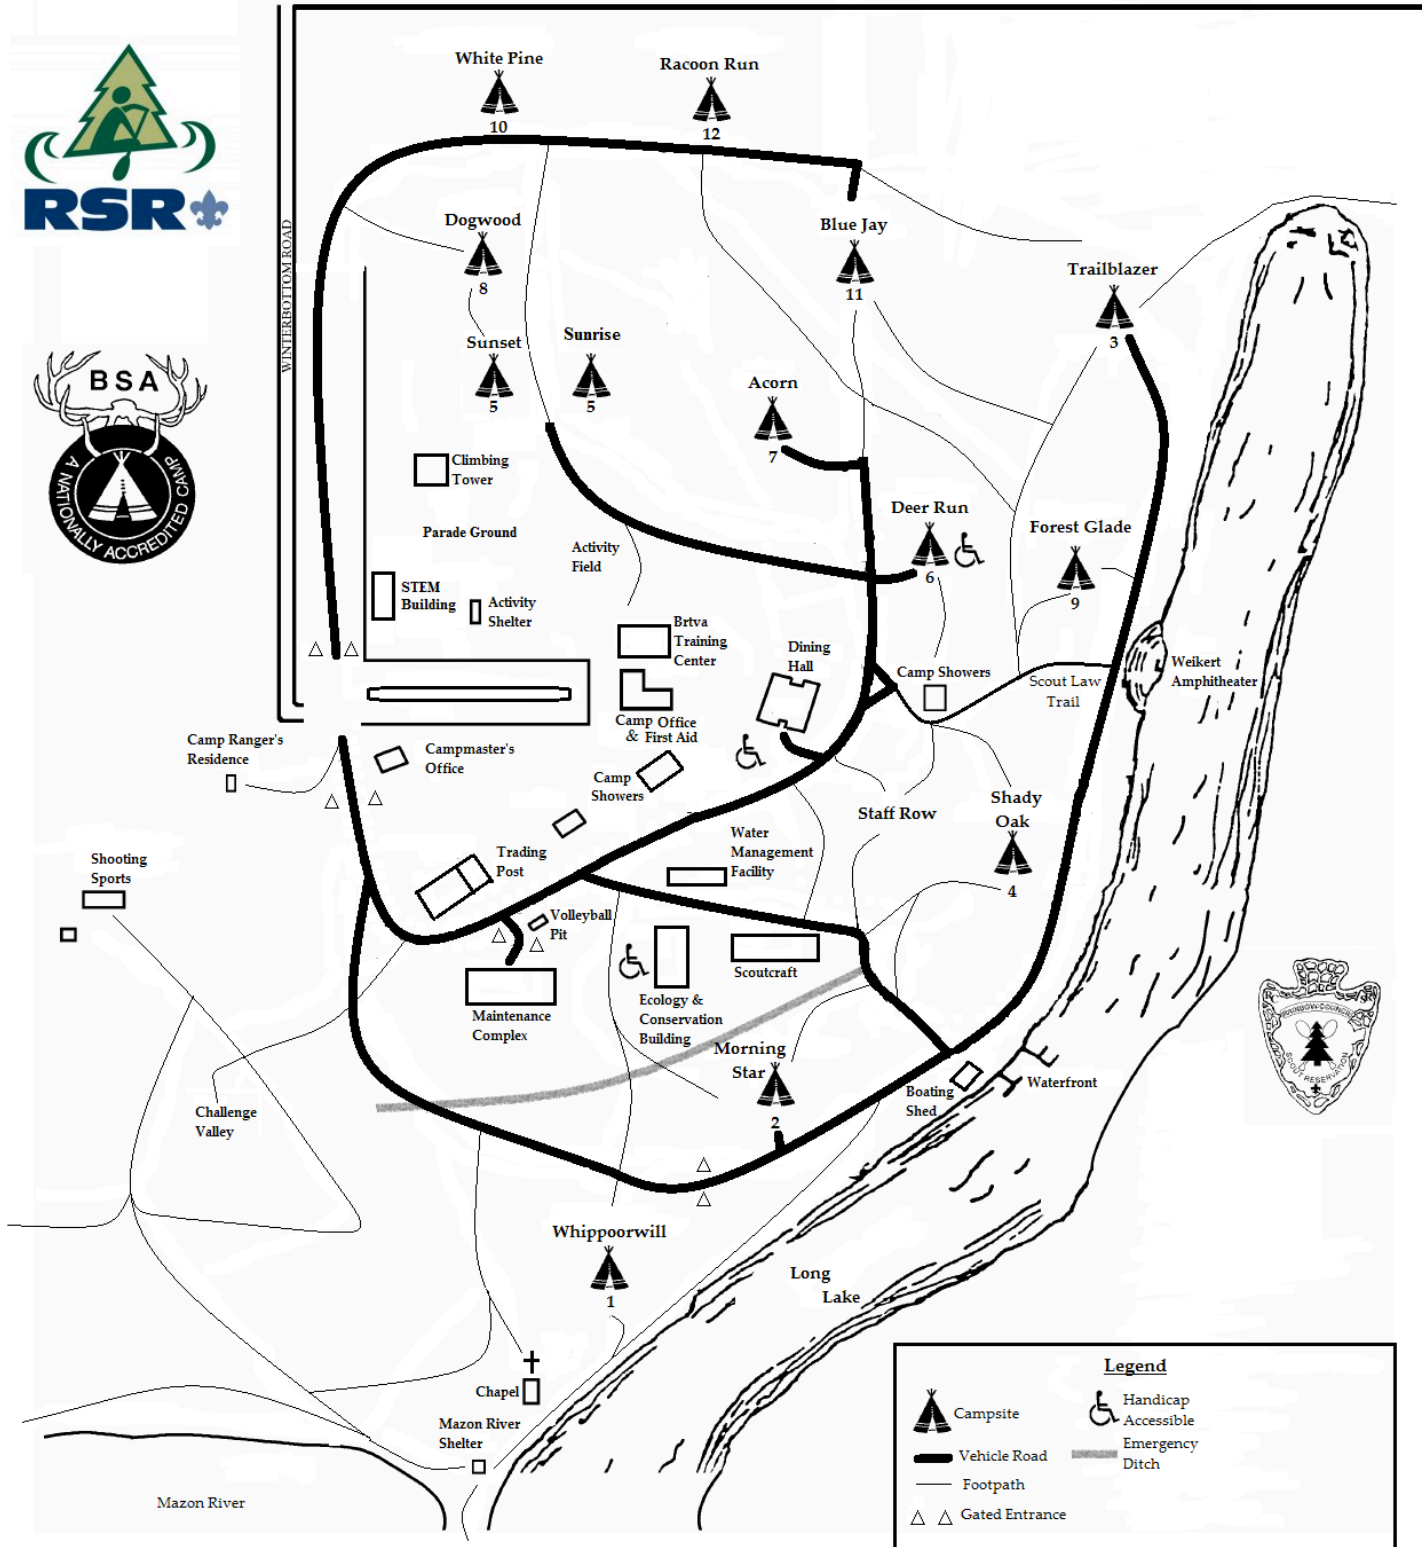 White Pine
10
Racoon Run
12
RSR
WINTERBOTTOM ROAD
Dogwood
8
Blue Jay
11
Trailblazer
3
Sunset
5
Sunrise
5
BSA
A NATIONALLY ACCREDITED CAMP
Acorn
7
Climbing
Tower
Parade Ground
Activity
Field
Deer Run
6
Forest Glade
9
STEM
Building
Activity
Shelter
Brtva
Training
Center
Dining
Hall
Camp Showers
Scout Law
Trail
Weikert
Amphitheater
Camp Office
& First Aid
Camp Ranger's
Residence
Campmaster's
Office
Camp
Showers
Staff Row
Shady
Oak
4
Shooting
Sports
Trading
Post
Water
Management
Facility
Volleyball
Pit
Maintenance
Complex
Ecology &
Conservation
Building
Scoutcraft
Morning
Star
2
Boating
Shed
Waterfront
RAINBOW COUNCIL
SCOUT RESERVATION
Challenge
Valley
Whippoorwill
1
Long
Lake
Chapel
Mazon River
Shelter
Mazon River
Legend
Campsite
Handicap
Accessible
Vehicle Road
Emergency
Ditch
Footpath
Gated Entrance